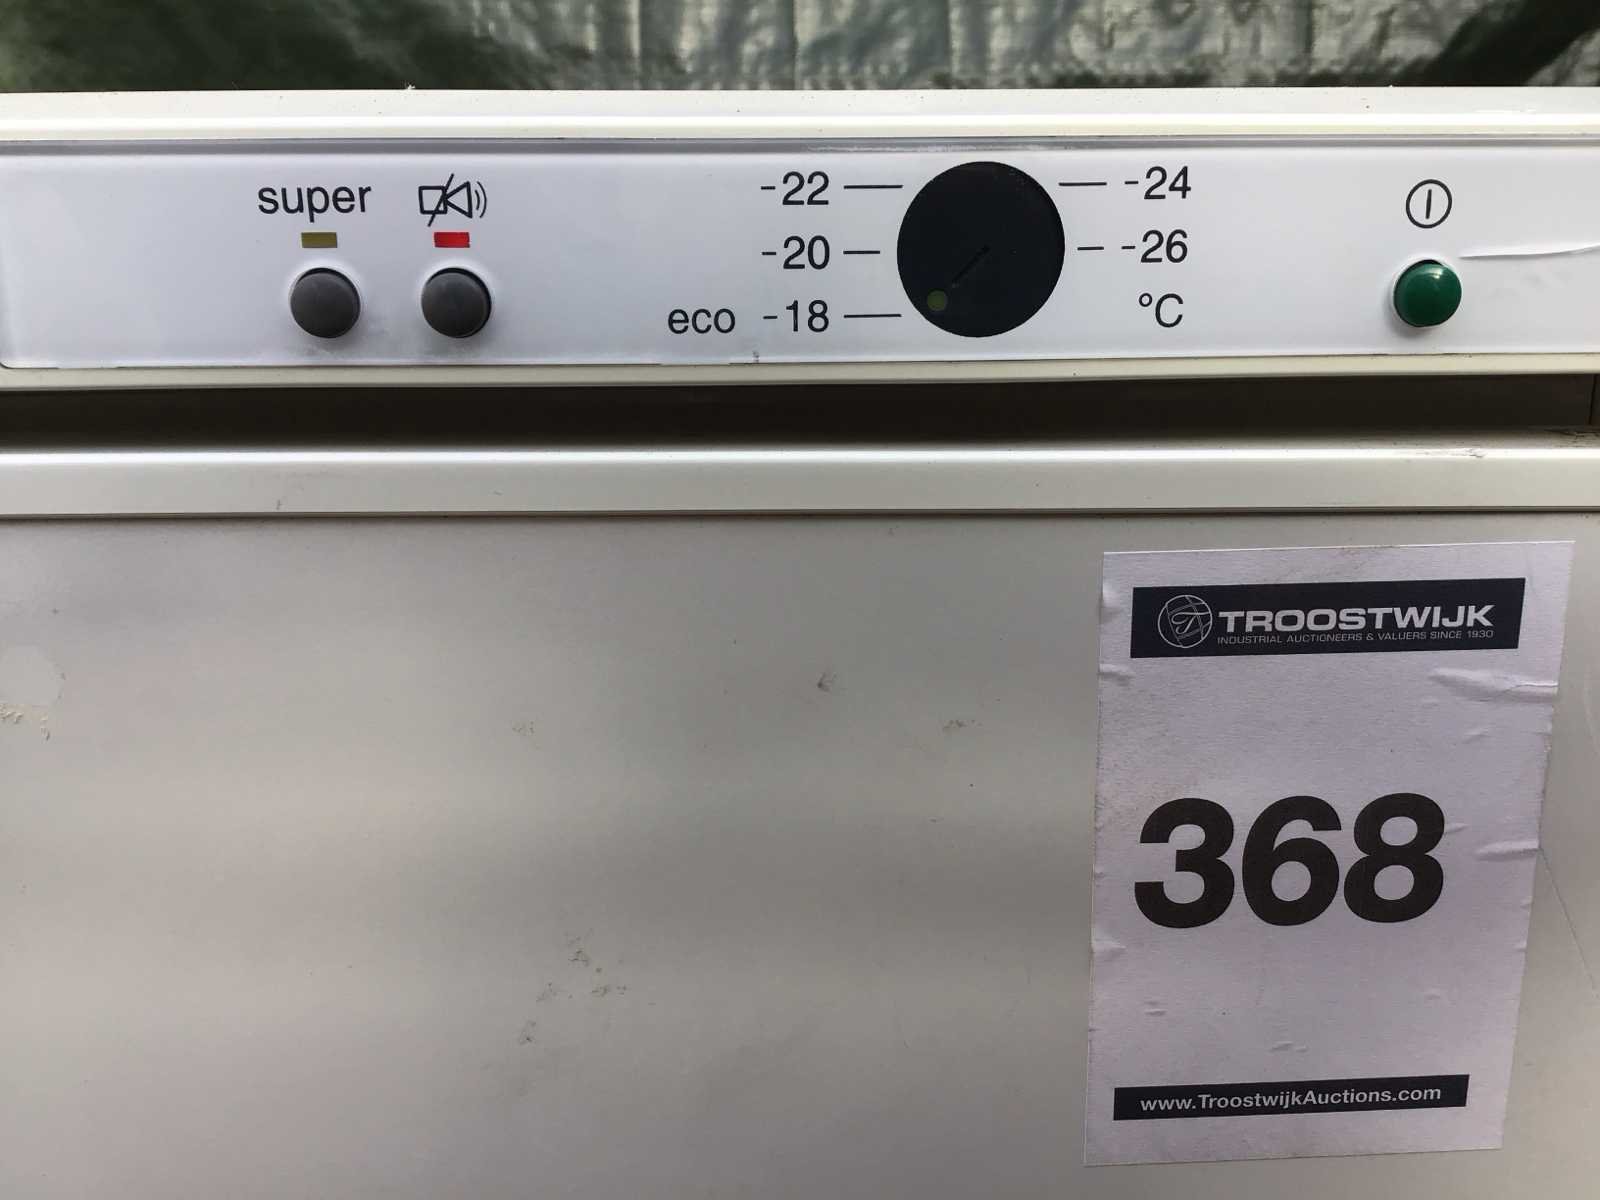 super
-22 -24
-20 -26
eco -18 °C
TROOSTWIJK
INDUSTRIAL AUCTIONEERS & VALUERS SINCE 1930
368
www.TroostwijkAuctions.com